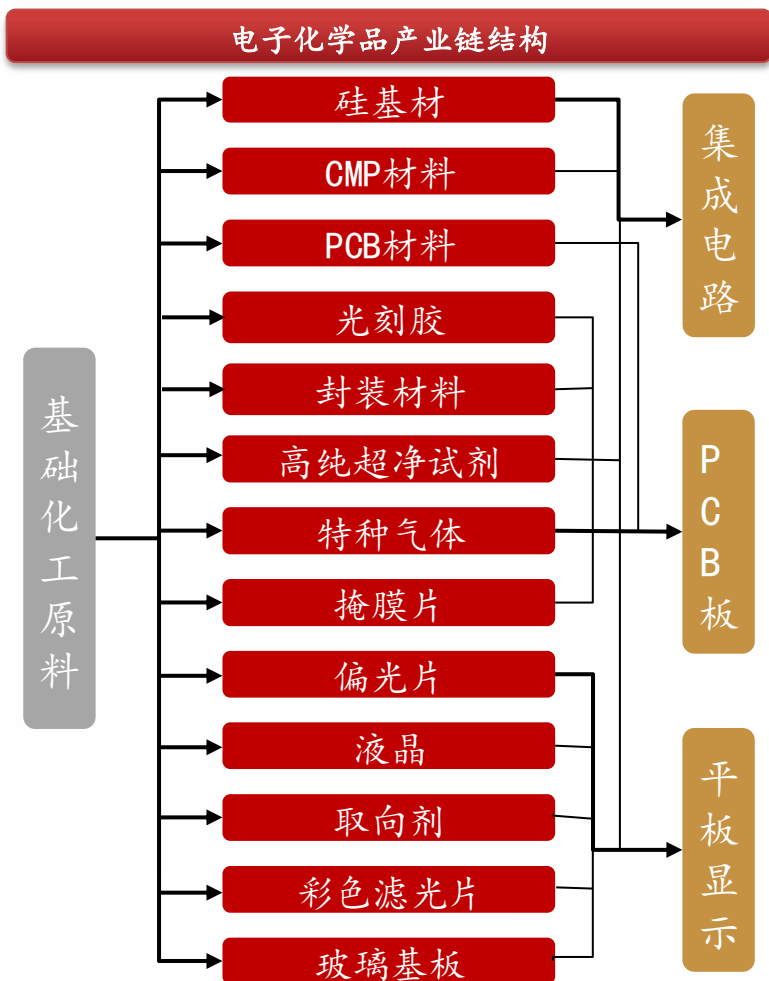 电子化学品产业链结构
基础化工原料
硅基材
CMP材料
PCB材料
光刻胶
封装材料
高纯超净试剂
特种气体
掩膜片
偏光片
液晶
取向剂
彩色滤光片
玻璃基板
集成电路
PCB板
平板显示